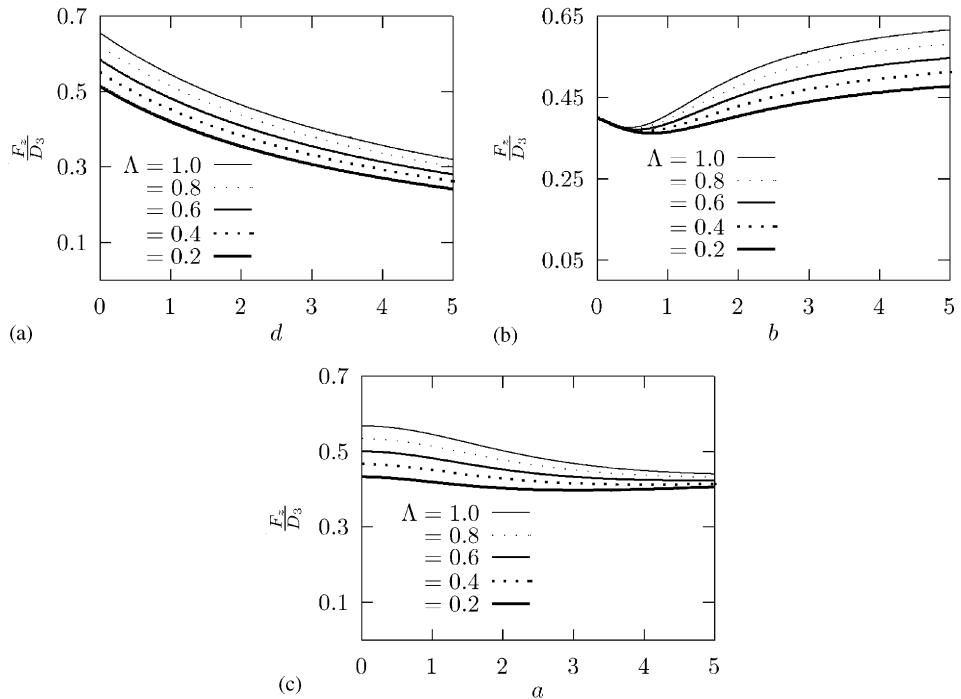 0.7
0.5
0.3
0.1
F_z/D_3
Λ = 1.0
= 0.8
= 0.6
= 0.4
= 0.2
0 1 2 3 4 5
(a) d
0.65
0.45
0.25
0.05
F_z/D_3
Λ = 1.0
= 0.8
= 0.6
= 0.4
= 0.2
0 1 2 3 4 5
(b) b
0.7
0.5
0.3
0.1
F_z/D_3
Λ = 1.0
= 0.8
= 0.6
= 0.4
= 0.2
0 1 2 3 4 5
(c) a